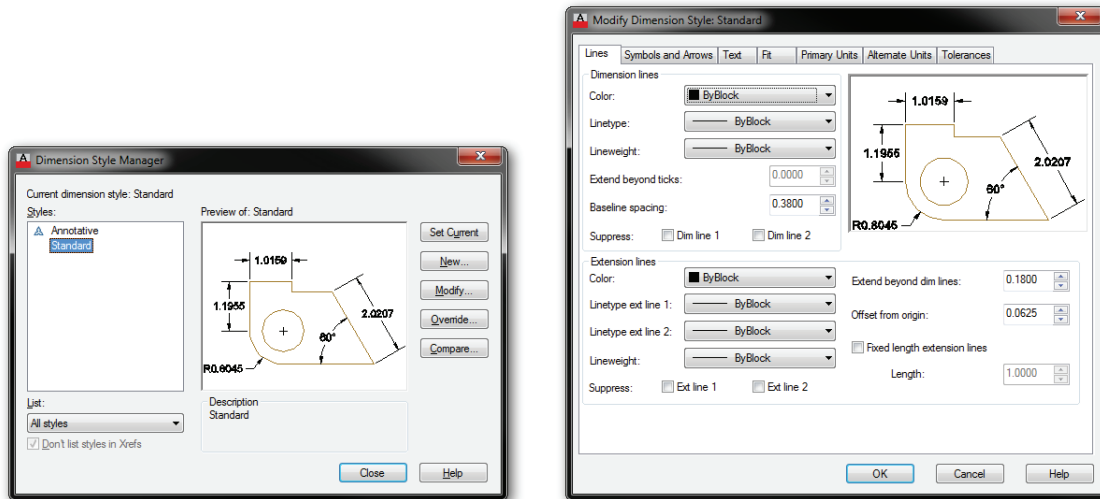 Dimension Style Manager
Current dimension style: Standard
Styles:
Annotative
Standard
List:
All styles
Don't list styles in Xrefs
Preview of: Standard
1.0159
1.1955
2.0207
60°
R0.8045
Description
Standard
Set Current
New...
Modify...
Override...
Compare...
Close
Help
Modify Dimension Style: Standard
Lines
Symbols and Arrows
Text
Fit
Primary Units
Alternate Units
Tolerances
Dimension lines
Color:
ByBlock
Linetype:
ByBlock
Lineweight:
ByBlock
Extend beyond ticks:
0.0000
Baseline spacing:
0.3800
Suppress:
Dim line 1
Dim line 2
1.0159
1.1955
2.0207
60°
R0.8045
Extension lines
Color:
ByBlock
Linetype ext line 1:
ByBlock
Linetype ext line 2:
ByBlock
Lineweight:
ByBlock
Suppress:
Ext line 1
Ext line 2
Extend beyond dim lines:
0.1800
Offset from origin:
0.0625
Fixed length extension lines
Length:
1.0000
OK
Cancel
Help